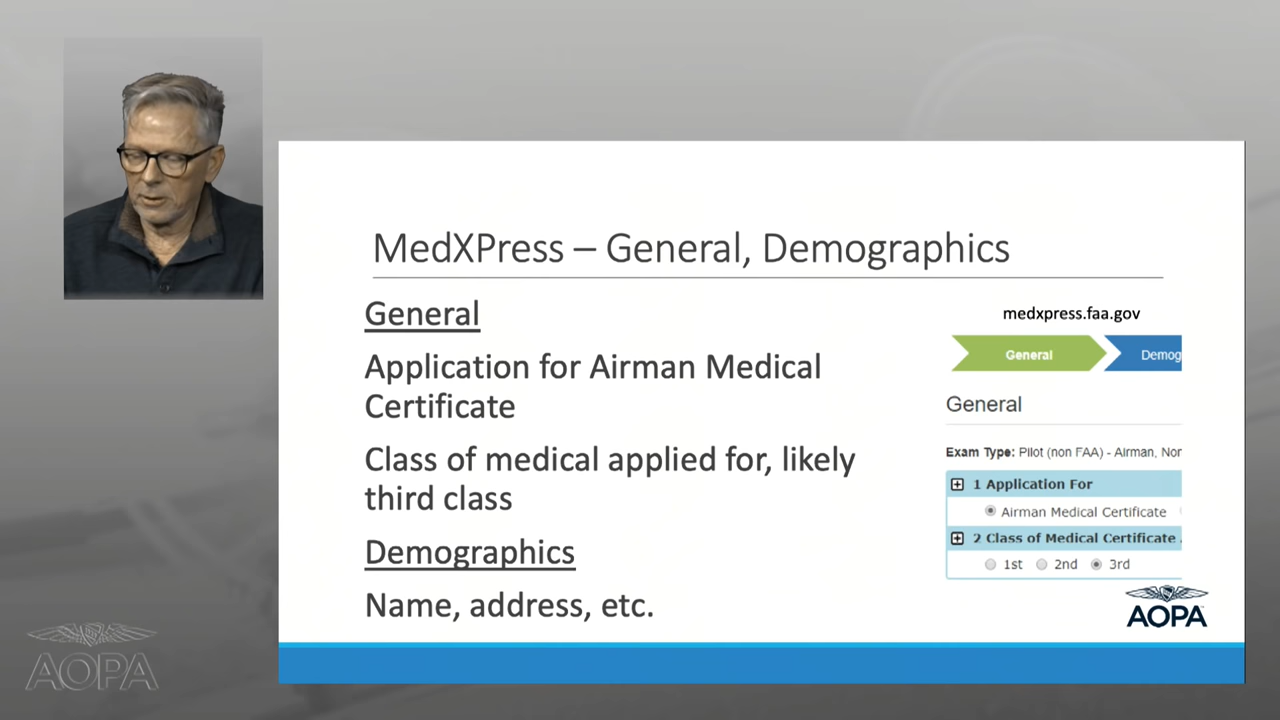 MedXPress – General, Demographics
General
Application for Airman Medical
Certificate
Class of medical applied for, likely
third class
Demographics
Name, address, etc.
medxpress.faa.gov
General
Demog
General
Exam Type: Pilot (non FAA) - Airman, Nor
1 Application For
Airman Medical Certificate
2 Class of Medical Certificate
1st 2nd 3rd
AOPA
AOPA